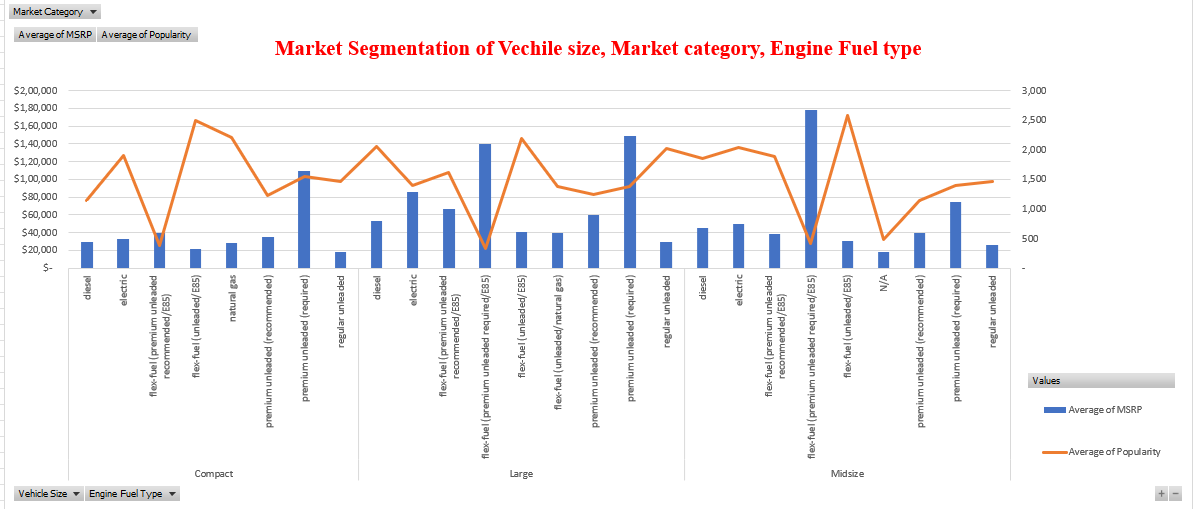 Market Category
Average of MSRP Average of Popularity
Market Segmentation of Vechile size, Market category, Engine Fuel type
$2,00,000
$1,80,000
$1,60,000
$1,40,000
$1,20,000
$1,00,000
$80,000
$60,000
$40,000
$20,000
$-
3,000
2,500
2,000
1,500
1,000
500
-
diesel
electric
flex-fuel (premium unleaded
recommended/E85)
flex-fuel (unleaded/E85)
natural gas
premium unleaded (recommended)
premium unleaded (required)
regular unleaded
diesel
electric
flex-fuel (premium unleaded
recommended/E85)
flex-fuel (premium unleaded required/E85)
flex-fuel (unleaded/E85)
flex-fuel (unleaded/natural gas)
premium unleaded (recommended)
premium unleaded (required)
regular unleaded
diesel
electric
flex-fuel (premium unleaded
recommended/E85)
flex-fuel (premium unleaded required/E85)
flex-fuel (unleaded/E85)
N/A
premium unleaded (recommended)
premium unleaded (required)
regular unleaded
Compact
Large
Midsize
Values
Average of MSRP
Average of Popularity
Vehicle Size Engine Fuel Type
+ -